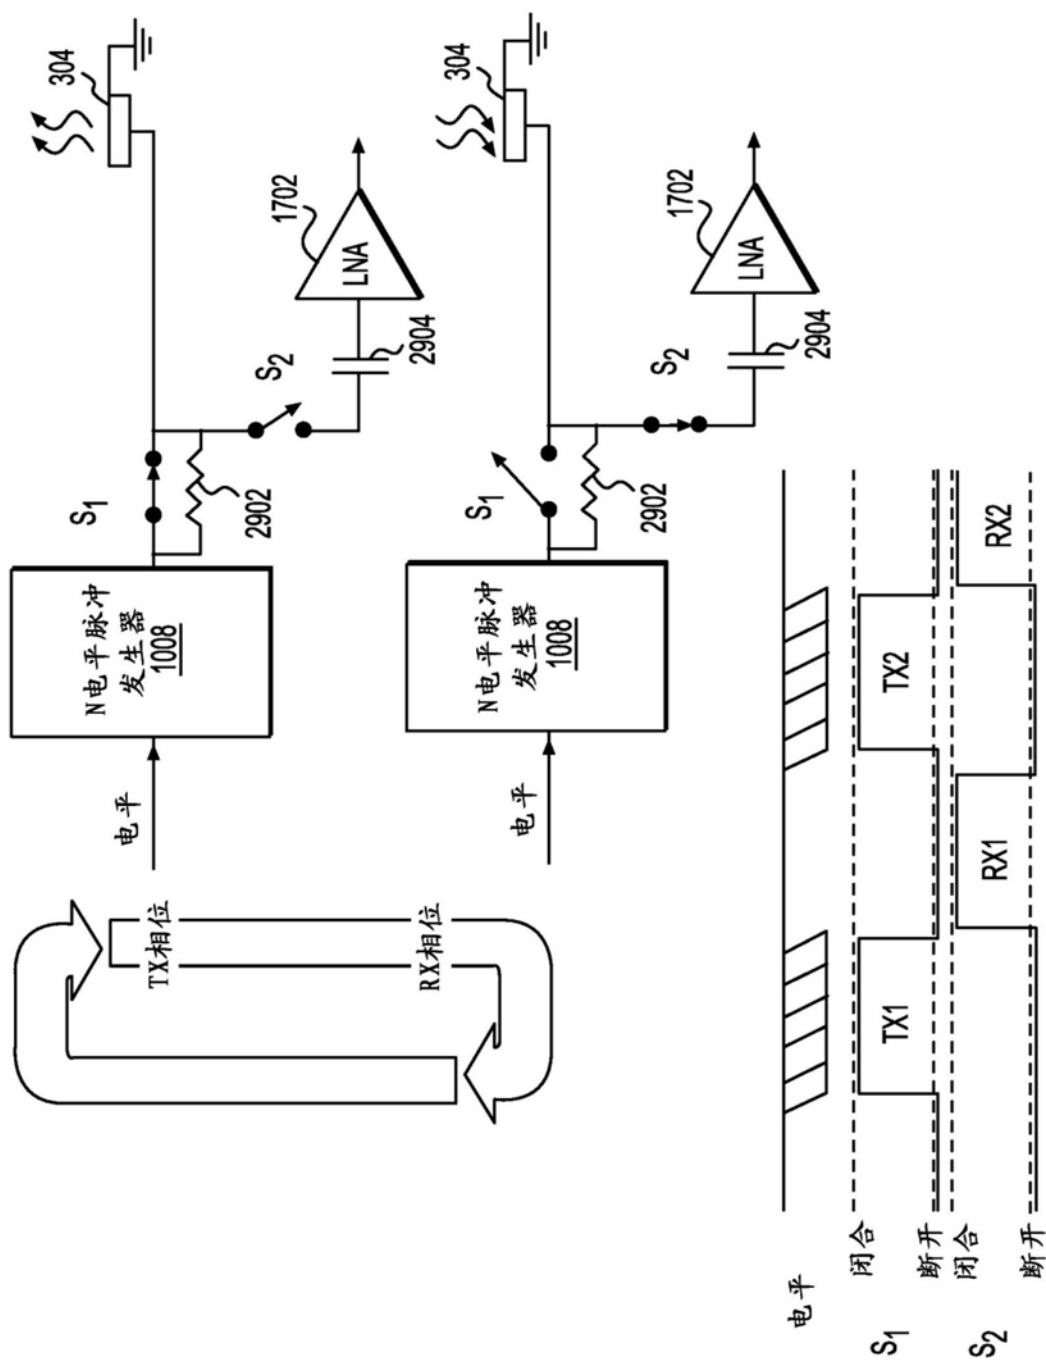 TX相位
电平
N电平脉冲
发生器
1008
S1
2902
S2
2904
LNA
1702
304
RX相位
电平
N电平脉冲
发生器
1008
S1
2902
S2
2904
LNA
1702
304
电平
S1
闭合
断开
TX1
TX2
S2
闭合
断开
RX1
RX2